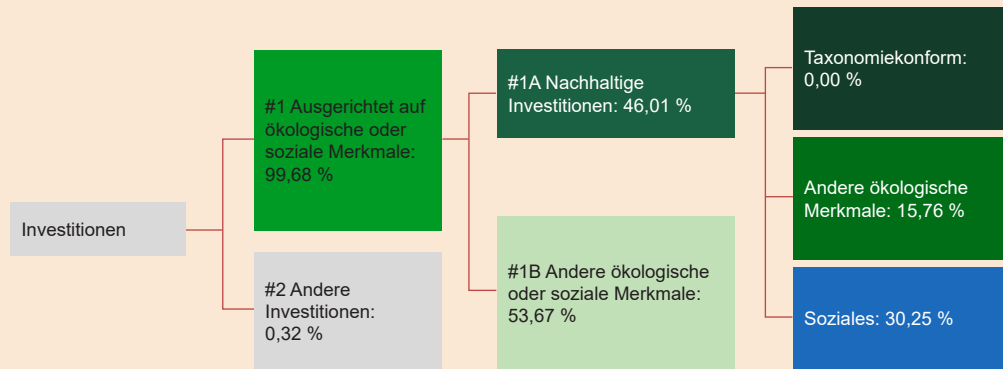 Investitionen
#1 Ausgerichtet auf
ökologische oder
soziale Merkmale:
99,68 %
#2 Andere
Investitionen:
0,32 %
#1A Nachhaltige
Investitionen: 46,01 %
#1B Andere ökologische
oder soziale Merkmale:
53,67 %
Taxonomiekonform:
0,00 %
Andere ökologische
Merkmale: 15,76 %
Soziales: 30,25 %